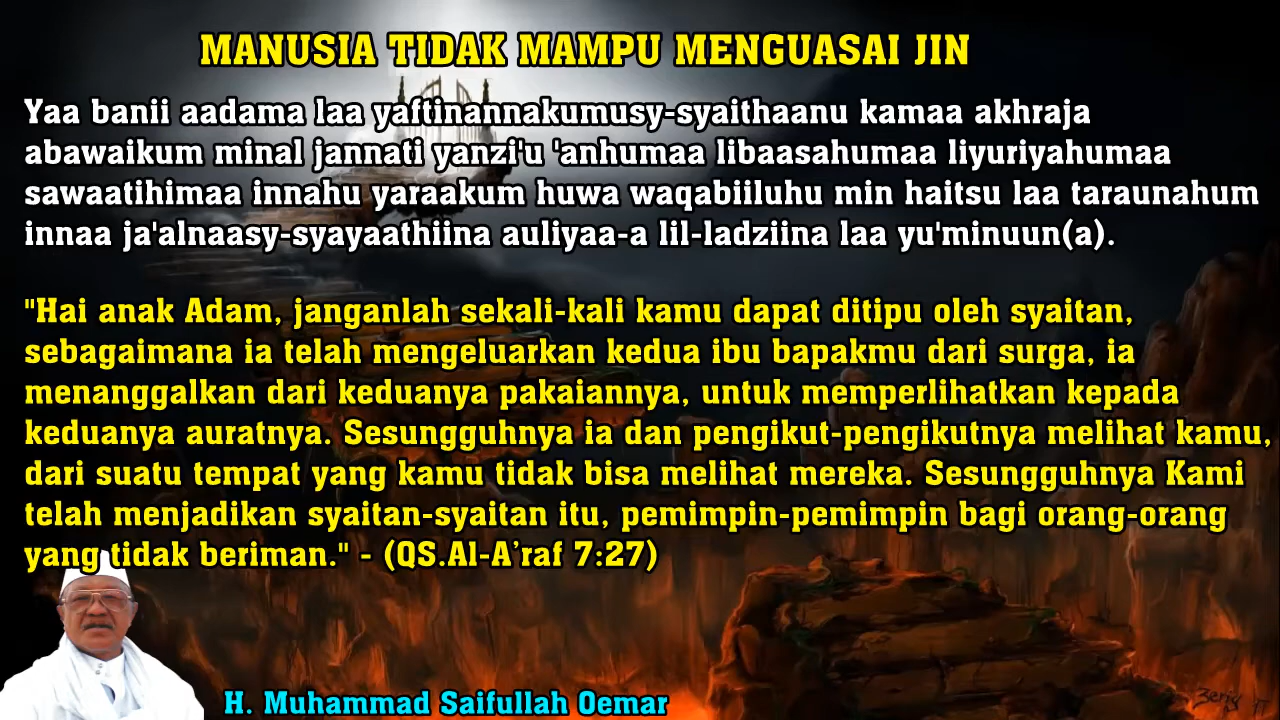 MANUSIA TIDAK MAMPU MENGUASAI JIN
Yaa banii aadama laa yaftinannakumusy-syaithaanu kamaa akhraja
abawaikum minal jannati yanzi'u 'anhumaa libaasahumaa liyuriyahumaa
sawaatihimaa innahu yaraakum huwa waqabiiluhu min haitsu laa taraunahum
innaa ja'alnaasy-syayaathiina auliyaa-a lil-ladziina laa yu'minuun(a).
"Hai anak Adam, janganlah sekali-kali kamu dapat ditipu oleh syaitan,
sebagaimana ia telah mengeluarkan kedua ibu bapakmu dari surga, ia
menanggalkan dari keduanya pakaiannya, untuk memperlihatkan kepada
keduanya auratnya. Sesungguhnya ia dan pengikut-pengikutnya melihat kamu,
dari suatu tempat yang kamu tidak bisa melihat mereka. Sesungguhnya Kami
telah menjadikan syaitan-syaitan itu, pemimpin-pemimpin bagi orang-orang
yang tidak beriman." - (QS.Al-A’raf 7:27)
H. Muhammad Saifullah Oemar